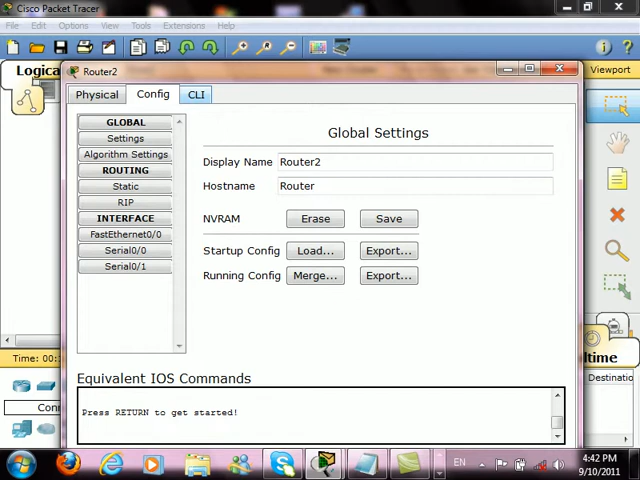 Cisco Packet Tracer
File Edit Options View Tools Extensions Help
Logica
Viewport
Router2
Physical Config CLI
GLOBAL
Settings
Algorithm Settings
ROUTING
Static
RIP
INTERFACE
FastEthernet0/0
Serial0/0
Serial0/1
Global Settings
Display Name Router2
Hostname Router
NVRAM Erase Save
Startup Config Load... Export...
Running Config Merge... Export...
Equivalent IOS Commands
Press RETURN to get started!
Time: 00:
ltime
Destinatio
Conn
EN
4:42 PM
9/10/2011